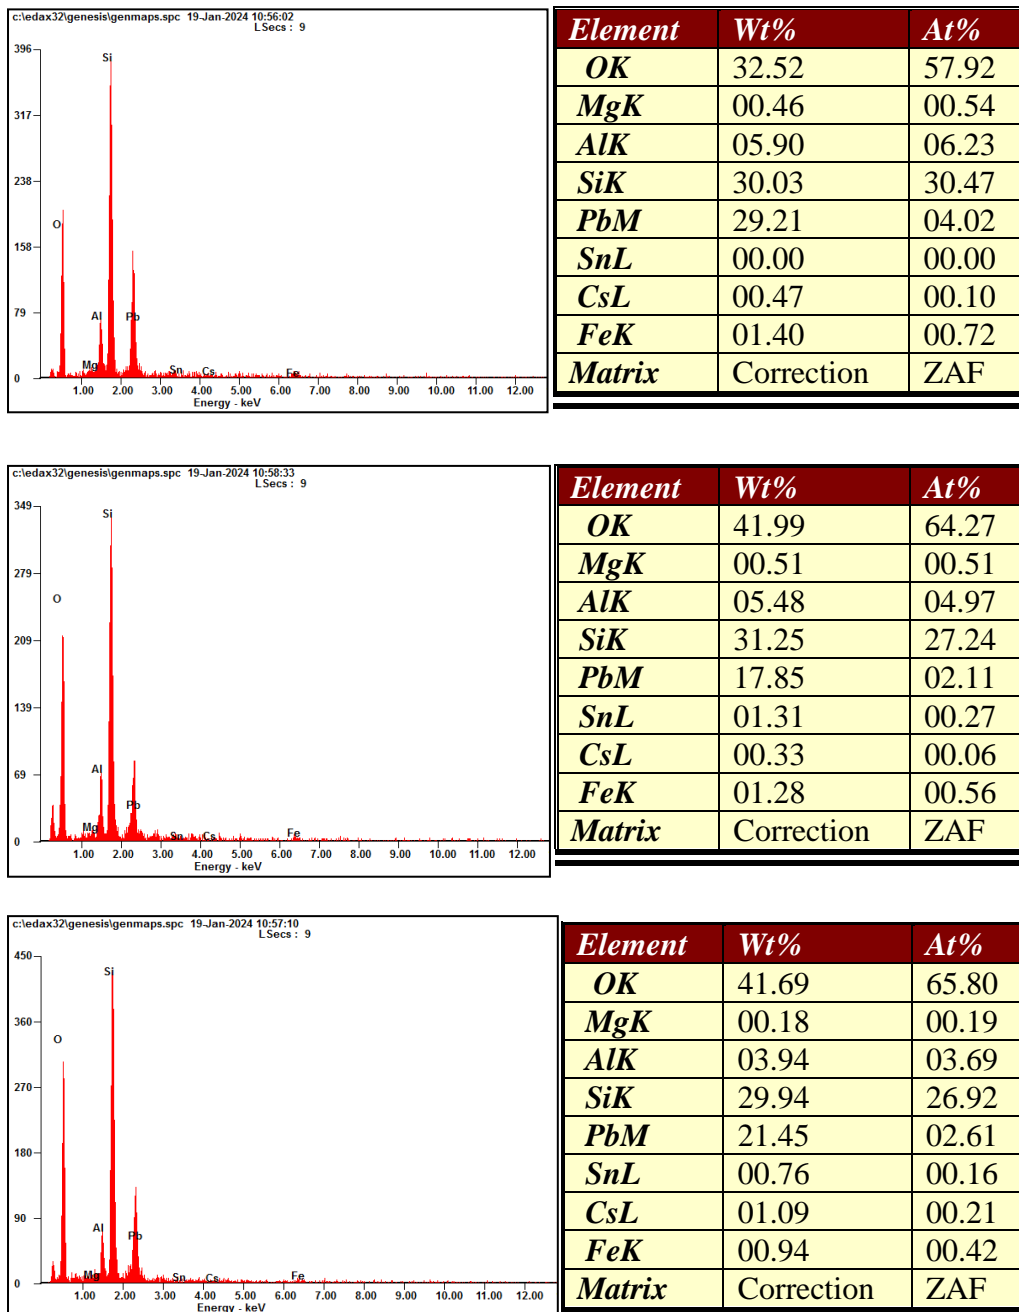 c:\edax32\genesis\genmaps.spc 19-Jan-2024 10:56:02
LSecs : 9
396
317
238
158
79
0
Si
O
Al
Pb
Mg
Sn
Cs
Fe
1.00 2.00 3.00 4.00 5.00 6.00 7.00 8.00 9.00 10.00 11.00 12.00
Energy - keV
Element Wt% At%
OK 32.52 57.92
MgK 00.46 00.54
AlK 05.90 06.23
SiK 30.03 30.47
PbM 29.21 04.02
SnL 00.00 00.00
CsL 00.47 00.10
FeK 01.40 00.72
Matrix Correction ZAF
c:\edax32\genesis\genmaps.spc 19-Jan-2024 10:58:33
LSecs : 9
349
279
209
139
69
0
Si
O
Al
Pb
Mg
Sn
Cs
Fe
1.00 2.00 3.00 4.00 5.00 6.00 7.00 8.00 9.00 10.00 11.00 12.00
Energy - keV
Element Wt% At%
OK 41.99 64.27
MgK 00.51 00.51
AlK 05.48 04.97
SiK 31.25 27.24
PbM 17.85 02.11
SnL 01.31 00.27
CsL 00.33 00.06
FeK 01.28 00.56
Matrix Correction ZAF
c:\edax32\genesis\genmaps.spc 19-Jan-2024 10:57:10
LSecs : 9
450
360
270
180
90
0
Si
O
Al
Pb
Mg
Sn
Cs
Fe
1.00 2.00 3.00 4.00 5.00 6.00 7.00 8.00 9.00 10.00 11.00 12.00
Energy - keV
Element Wt% At%
OK 41.69 65.80
MgK 00.18 00.19
AlK 03.94 03.69
SiK 29.94 26.92
PbM 21.45 02.61
SnL 00.76 00.16
CsL 01.09 00.21
FeK 00.94 00.42
Matrix Correction ZAF